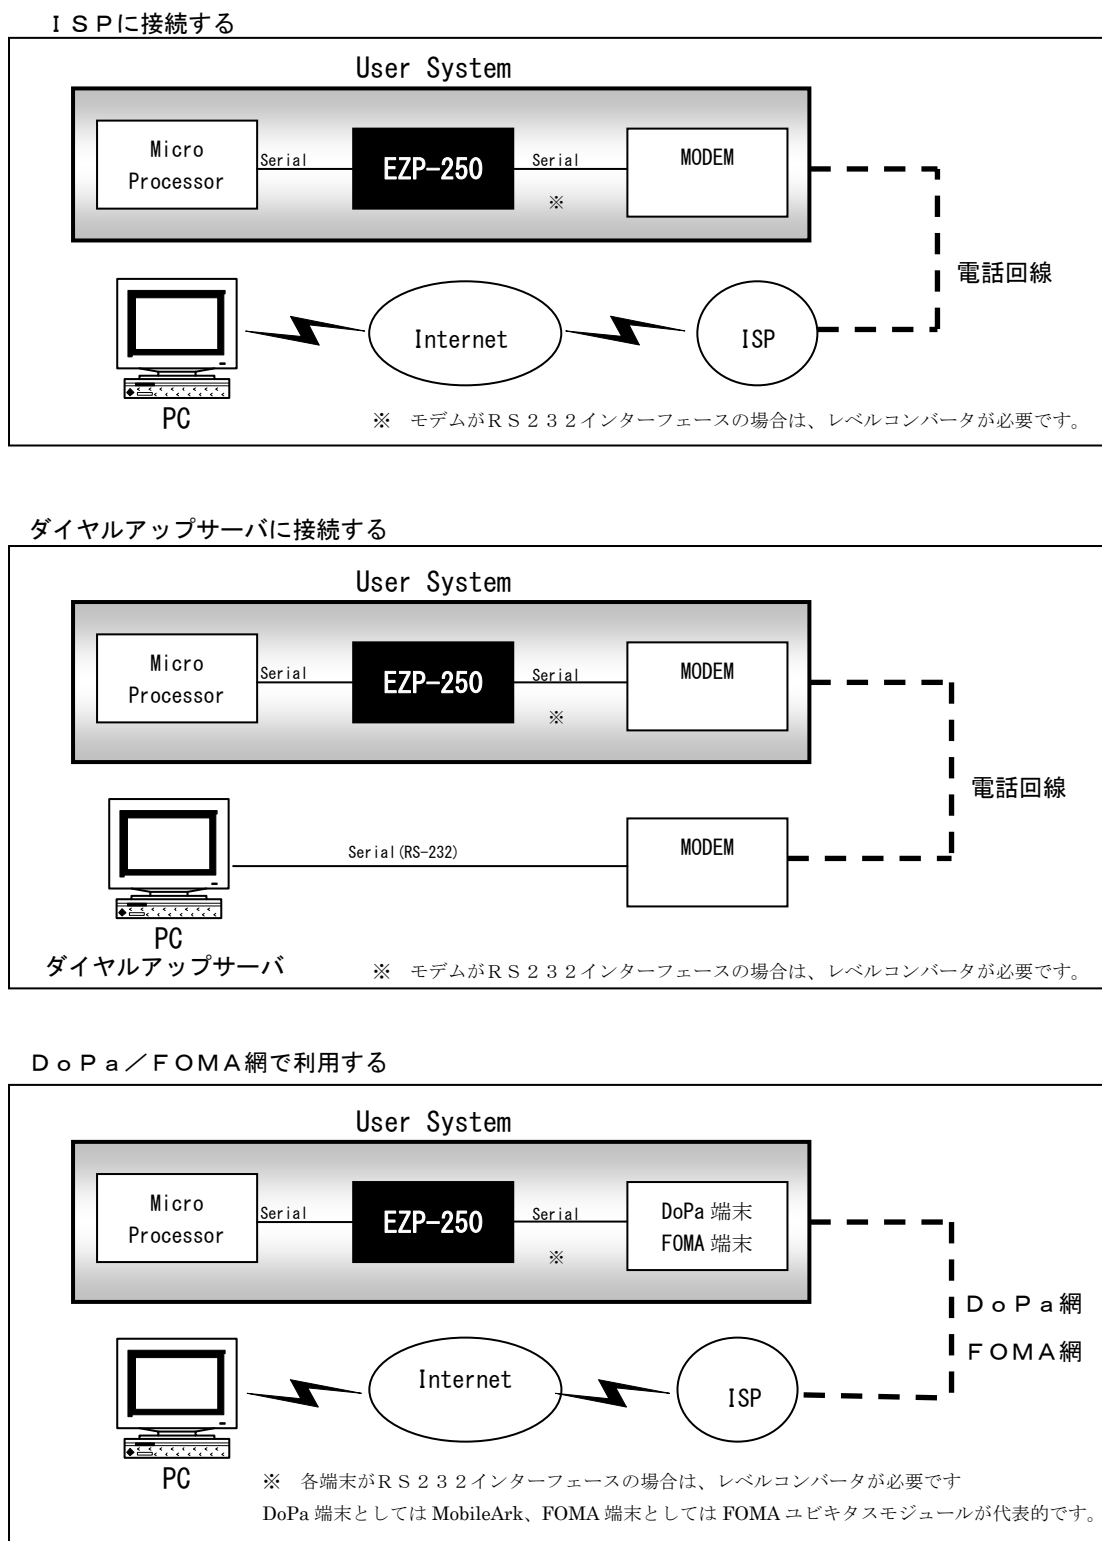 ＩＳＰに接続する
User System
Micro
Processor
Serial
EZP-250
Serial
※
MODEM
電話回線
Internet
ISP
PC
※　モデムがＲＳ２３２インターフェースの場合は、レベルコンバータが必要です。
ダイヤルアップサーバに接続する
User System
Micro
Processor
Serial
EZP-250
Serial
※
MODEM
電話回線
Serial(RS-232)
MODEM
PC
ダイヤルアップサーバ
※　モデムがＲＳ２３２インターフェースの場合は、レベルコンバータが必要です。
ＤｏＰａ／ＦＯＭＡ網で利用する
User System
Micro
Processor
Serial
EZP-250
Serial
※
DoPa 端末
FOMA 端末
ＤｏＰａ網
ＦＯＭＡ網
Internet
ISP
PC
※　各端末がＲＳ２３２インターフェースの場合は、レベルコンバータが必要です
DoPa 端末としては MobileArk、FOMA 端末としては FOMA ユビキタスモジュールが代表的です。